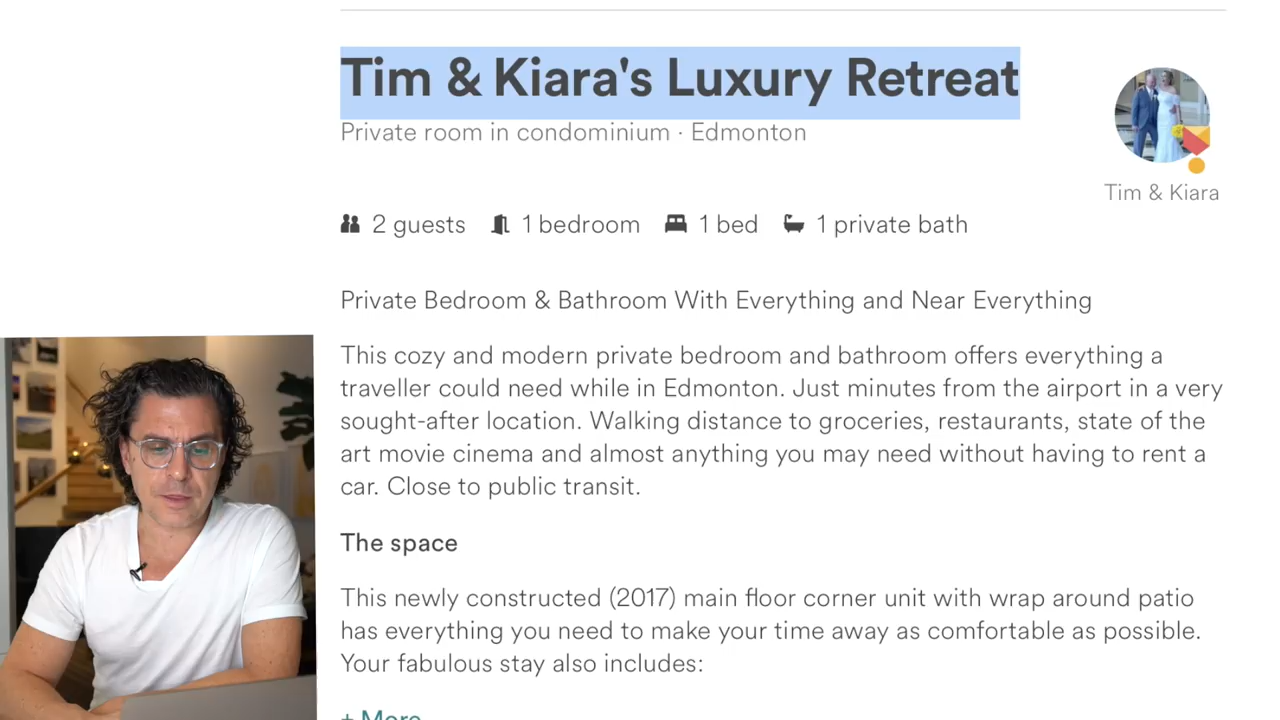 Tim & Kiara's Luxury Retreat
Private room in condominium · Edmonton
Tim & Kiara
2 guests 1 bedroom 1 bed 1 private bath
Private Bedroom & Bathroom With Everything and Near Everything
This cozy and modern private bedroom and bathroom offers everything a
traveller could need while in Edmonton. Just minutes from the airport in a very
sought-after location. Walking distance to groceries, restaurants, state of the
art movie cinema and almost anything you may need without having to rent a
car. Close to public transit.
The space
This newly constructed (2017) main floor corner unit with wrap around patio
has everything you need to make your time away as comfortable as possible.
Your fabulous stay also includes:
+ More